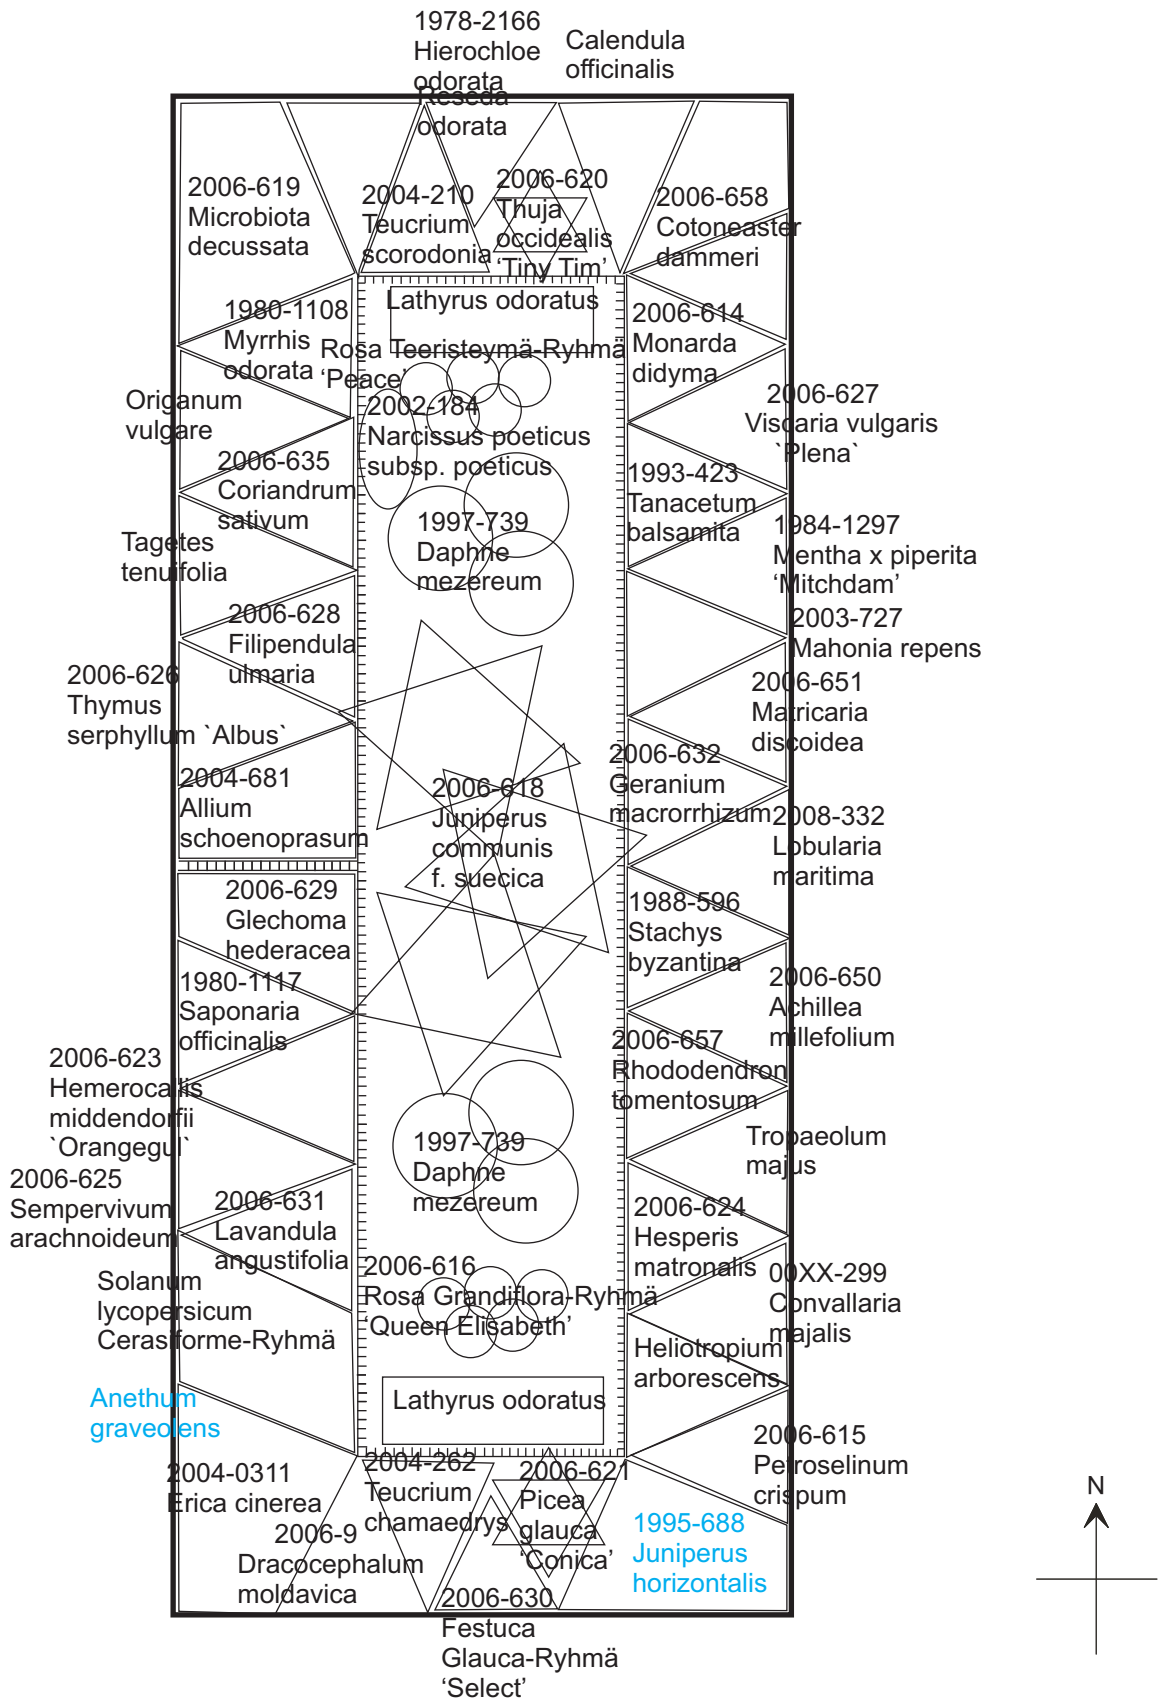 1978-2166
Hierochloe
odorata
Reseda
odorata
Calendula
officinalis
2006-619
Microbiota
decussata
2004-210
Teucrium
scorodonia
2006-620
Thuja
occidealis
‘Tiny Tim’
2006-658
Cotoneaster
dammeri
Lathyrus odoratus
1980-1108
Myrrhis
odorata
Rosa Teeristeymä-Ryhmä
‘Peace’
2006-614
Monarda
didyma
Origanum
vulgare
2002-184
Narcissus poeticus
subsp. poeticus
2006-627
Viscaria vulgaris
`Plena`
2006-635
Coriandrum
sativum
1993-423
Tanacetum
balsamita
Tagetes
tenuifolia
1997-739
Daphne
mezereum
1984-1297
Mentha x piperita
‘Mitchdam’
2006-628
Filipendula
ulmaria
2003-727
Mahonia repens
2006-626
Thymus
serphyllum `Albus`
2006-651
Matricaria
discoidea
2004-681
Allium
schoenoprasum
2006-618
Juniperus
communis
f. suecica
2006-632
Geranium
macrorrhizum
2008-332
Lobularia
maritima
2006-629
Glechoma
hederacea
1988-596
Stachys
byzantina
1980-1117
Saponaria
officinalis
2006-650
Achillea
millefolium
2006-623
Hemerocallis
middendorfii
`Orangegul`
2006-657
Rhododendron
tomentosum
1997-739
Daphne
mezereum
Tropaeolum
majus
2006-625
Sempervivum
arachnoideum
2006-631
Lavandula
angustifolia
2006-624
Hesperis
matronalis
Solanum
lycopersicum
Cerasiforme-Ryhmä
2006-616
Rosa Grandiflora-Ryhmä
‘Queen Elisabeth’
00XX-299
Convallaria
majalis
Heliotropium
arborescens
Anethum
graveolens
Lathyrus odoratus
2006-615
Petroselinum
crispum
2004-0311
Erica cinerea
2004-262
Teucrium
chamaedrys
2006-621
Picea
glauca
‘Conica’
2006-9
Dracocephalum
moldavica
1995-688
Juniperus
horizontalis
2006-630
Festuca
Glauca-Ryhmä
‘Select’
N